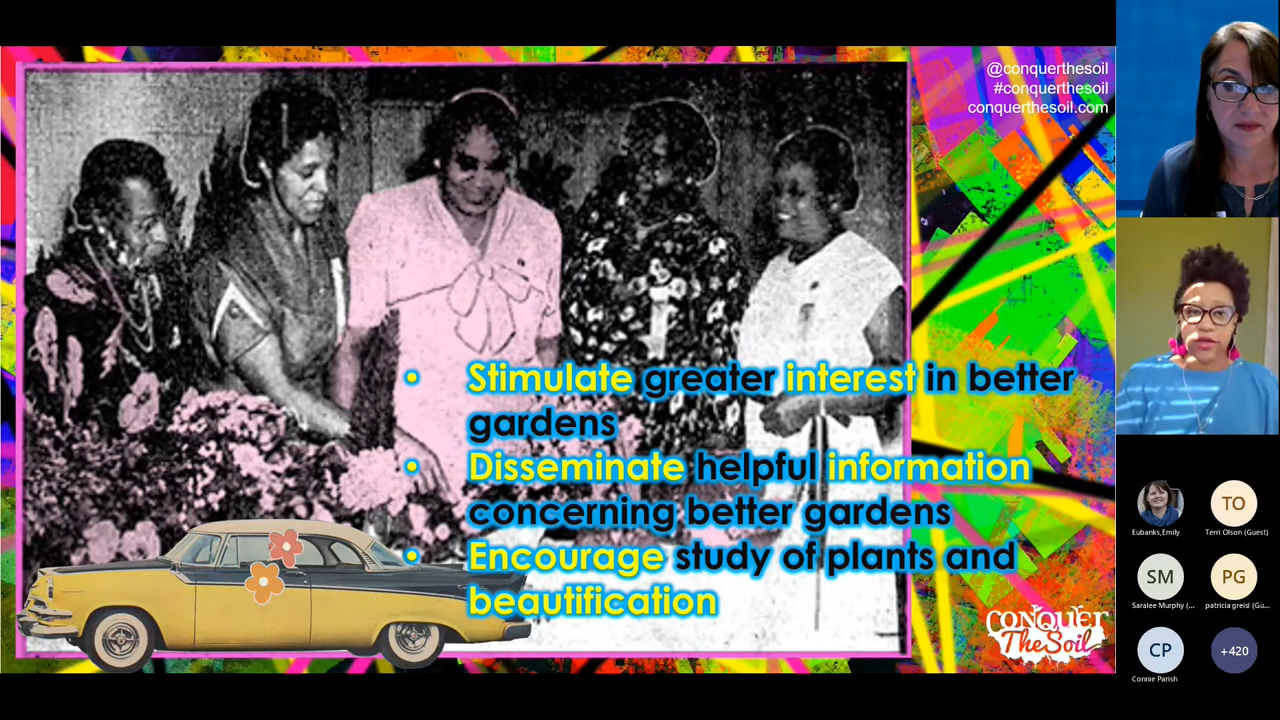 @conquerthesoil
#conquerthesoil
conquerthesoil.com
• Stimulate greater interest in better
gardens
• Disseminate helpful information
concerning better gardens
• Encourage study of plants and
beautification
CONQUER
The Soil
Eubanks,Emily
TO
Terri Olson (Guest)
SM
Saralee Murphy (...
PG
patricia greisl (Gu...
CP
Connie Parish
+420